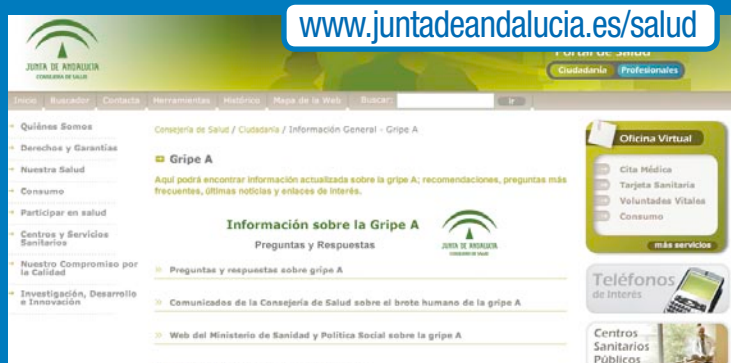 www.juntadeandalucia.es/salud
JUNTA DE ANDALUCIA
CONSEJERIA DE SALUD
Portal de Salud
Ciudadanía Profesionales
Inicio Buscador Contacta Herramientas Histórico Mapa de la Web Buscar: Ir
Quiénes Somos
Derechos y Garantías
Nuestra Salud
Consumo
Participar en salud
Centros y Servicios
Sanitarios
Nuestro Compromiso por
la Calidad
Investigación, Desarrollo
e Innovación
Consejería de Salud / Ciudadanía / Información General - Gripe A
Gripe A
Aquí podrá encontrar información actualizada sobre la gripe A; recomendaciones, preguntas más
frecuentes, últimas noticias y enlaces de interés.
Información sobre la Gripe A
Preguntas y Respuestas
JUNTA DE ANDALUCIA
CONSEJERIA DE SALUD
» Preguntas y respuestas sobre gripe A
» Comunicados de la Consejería de Salud sobre el brote humano de la gripe A
» Web del Ministerio de Sanidad y Política Social sobre la gripe A
Oficina Virtual
Cita Médica
Tarjeta Sanitaria
Voluntades Vitales
Consumo
más servicios
Teléfonos
de Interés
Centros
Sanitarios
Públicos